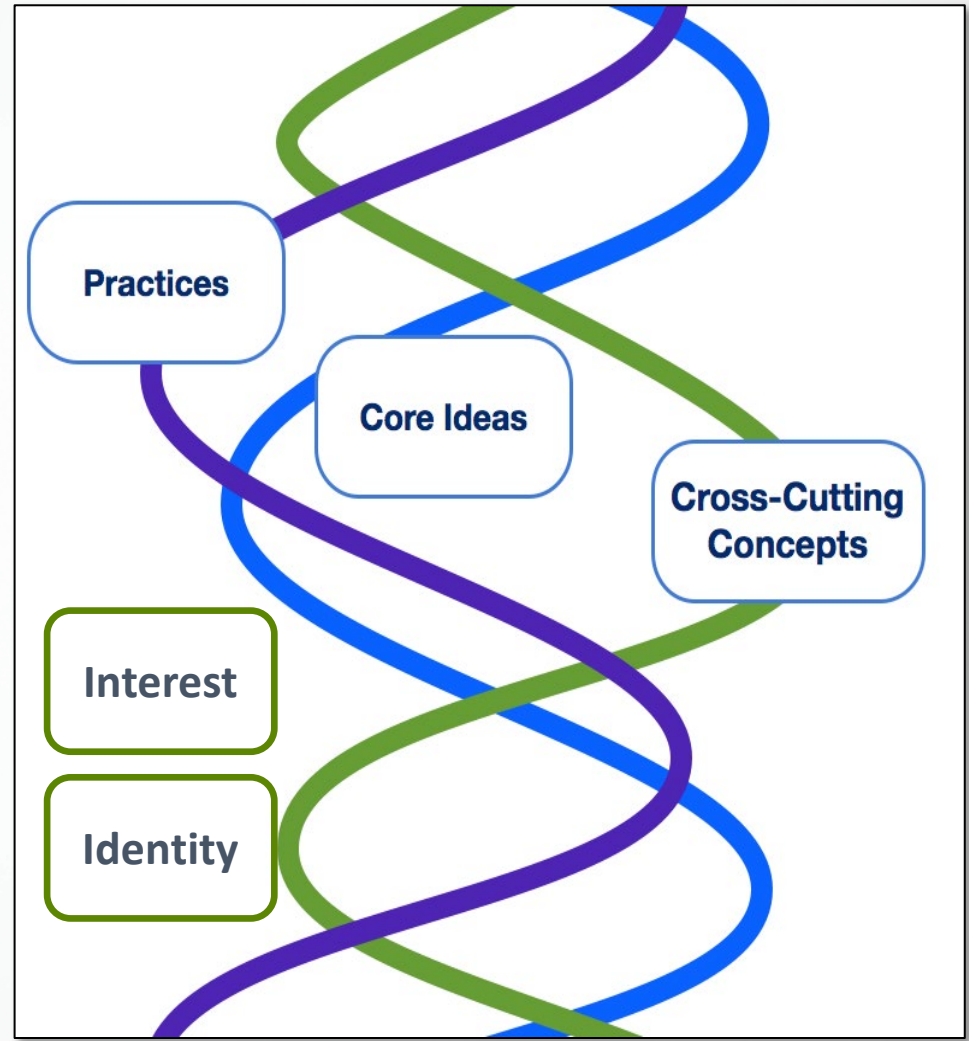 Practices
Core Ideas
Cross-Cutting
Concepts
Interest
Identity